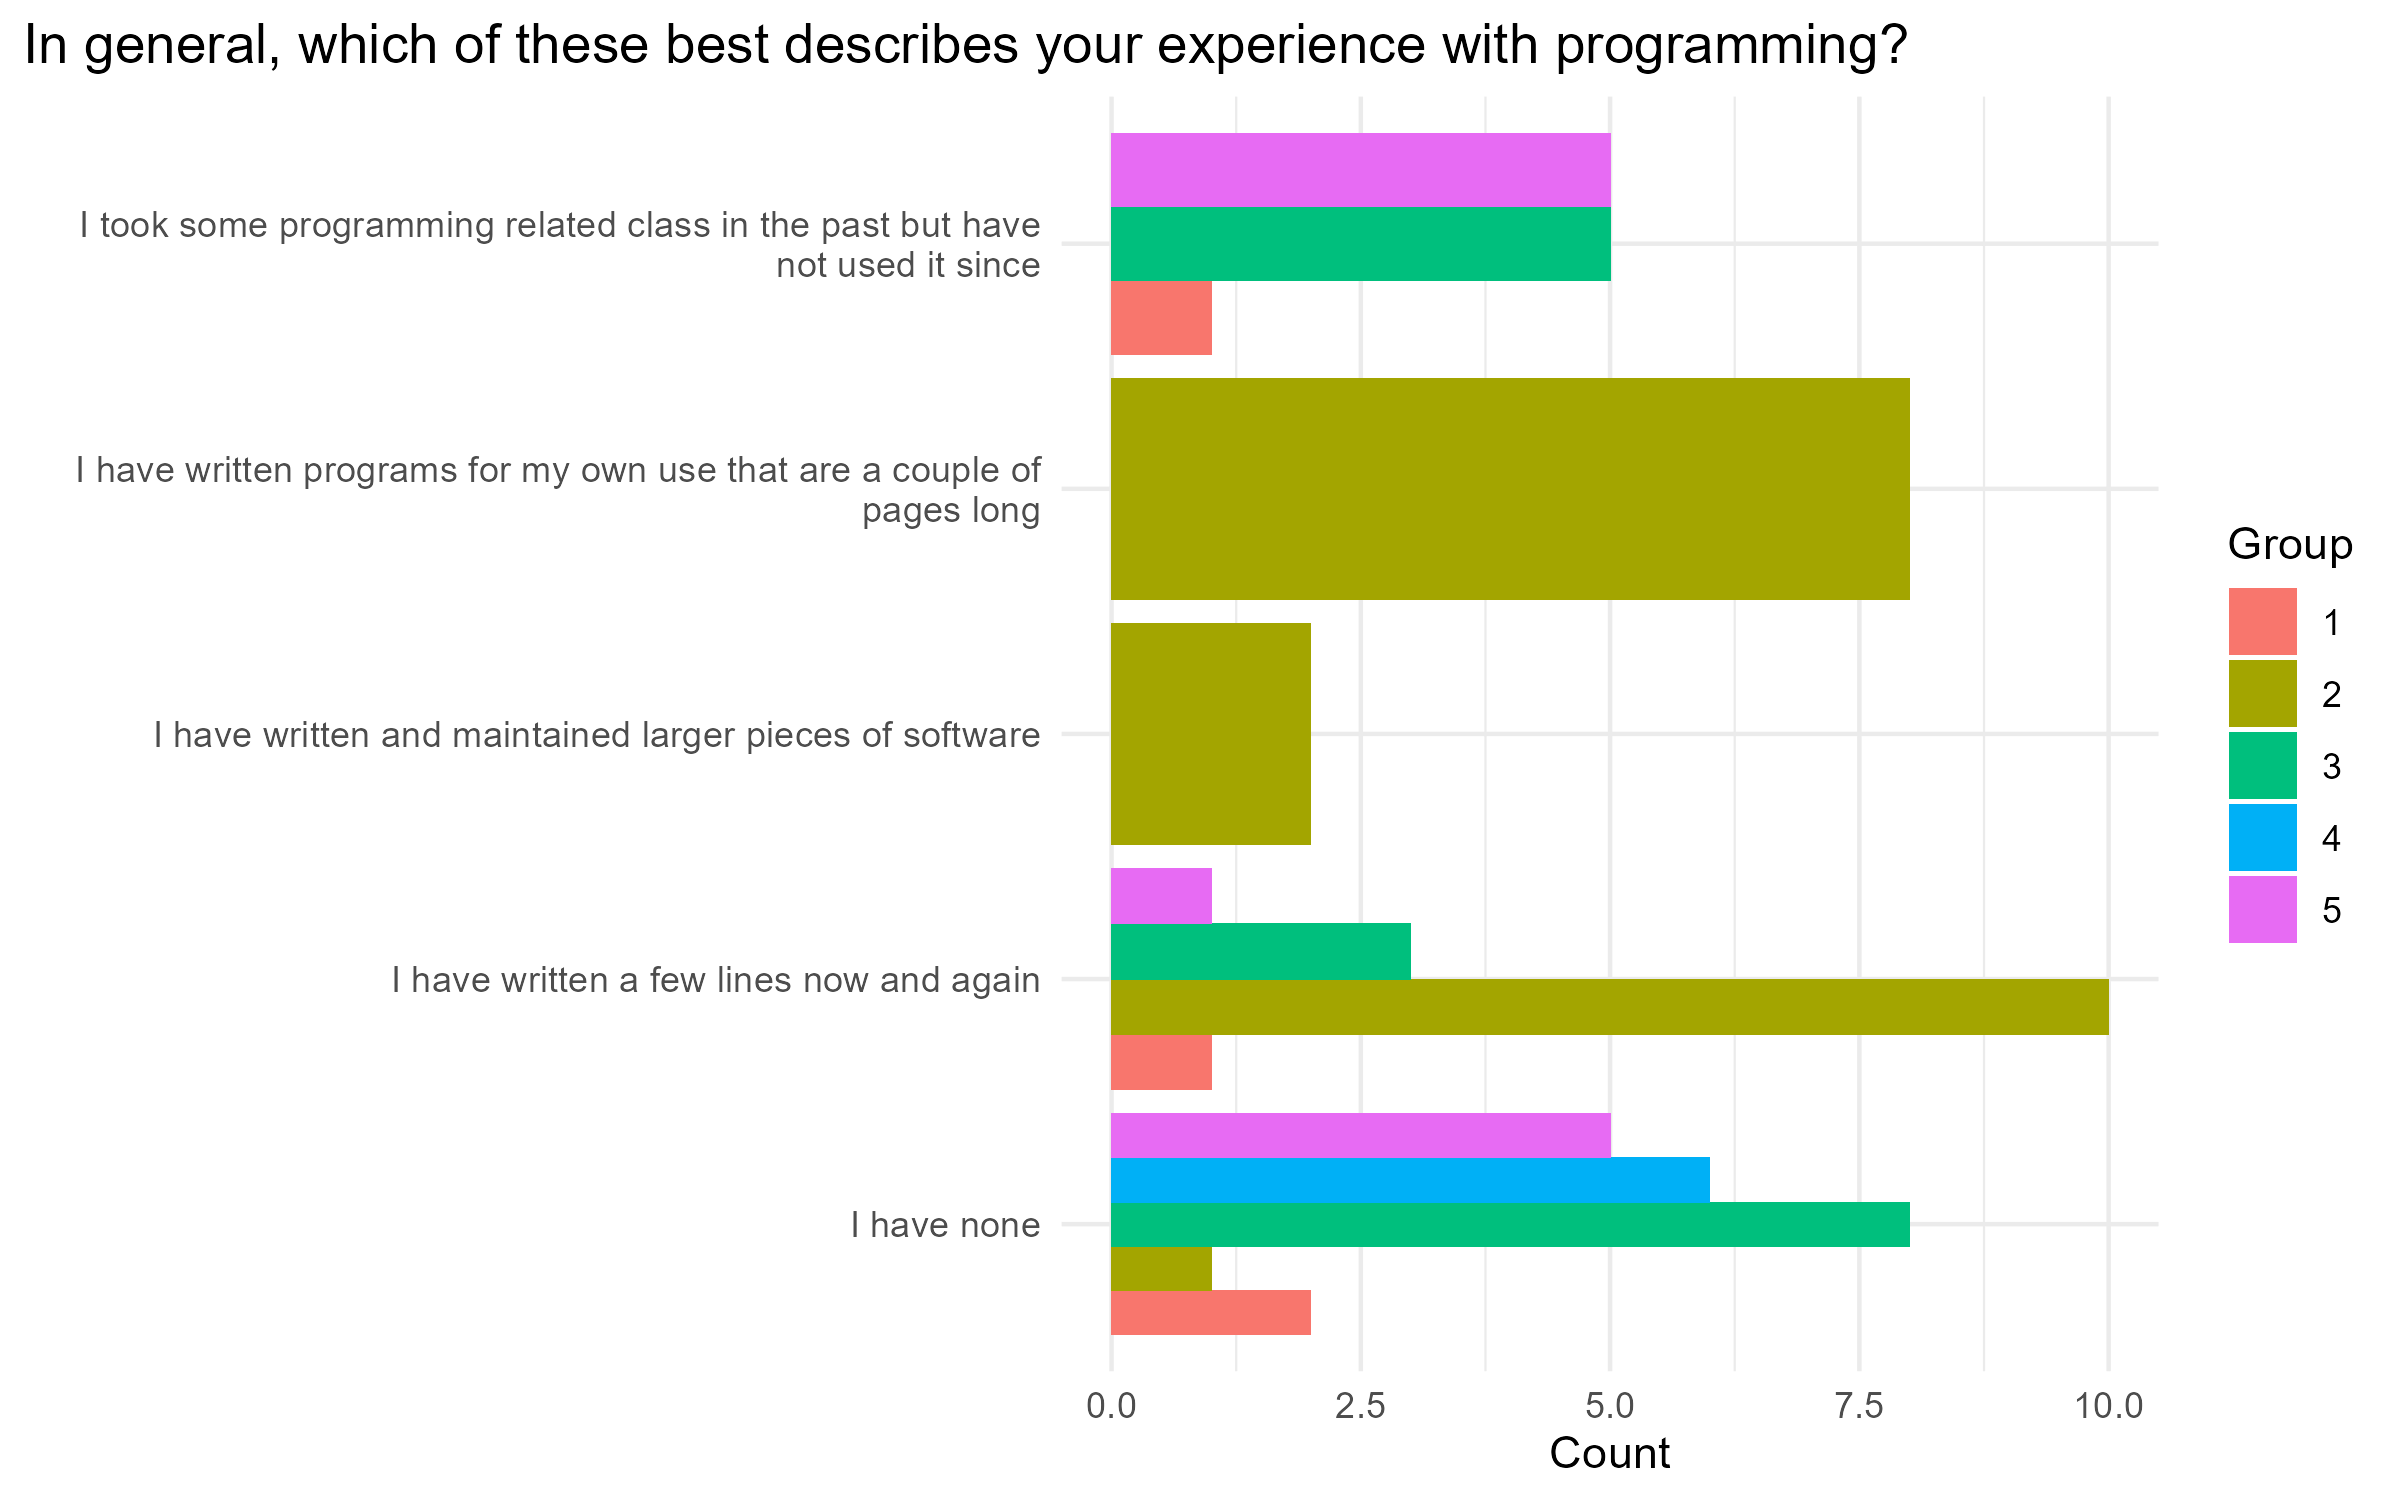 In general, which of these best describes your experience with programming?
I took some programming related class in the past but have
not used it since
I have written programs for my own use that are a couple of
pages long
I have written and maintained larger pieces of software
I have written a few lines now and again
I have none
0.0 2.5 5.0 7.5 10.0
Count
Group
1
2
3
4
5